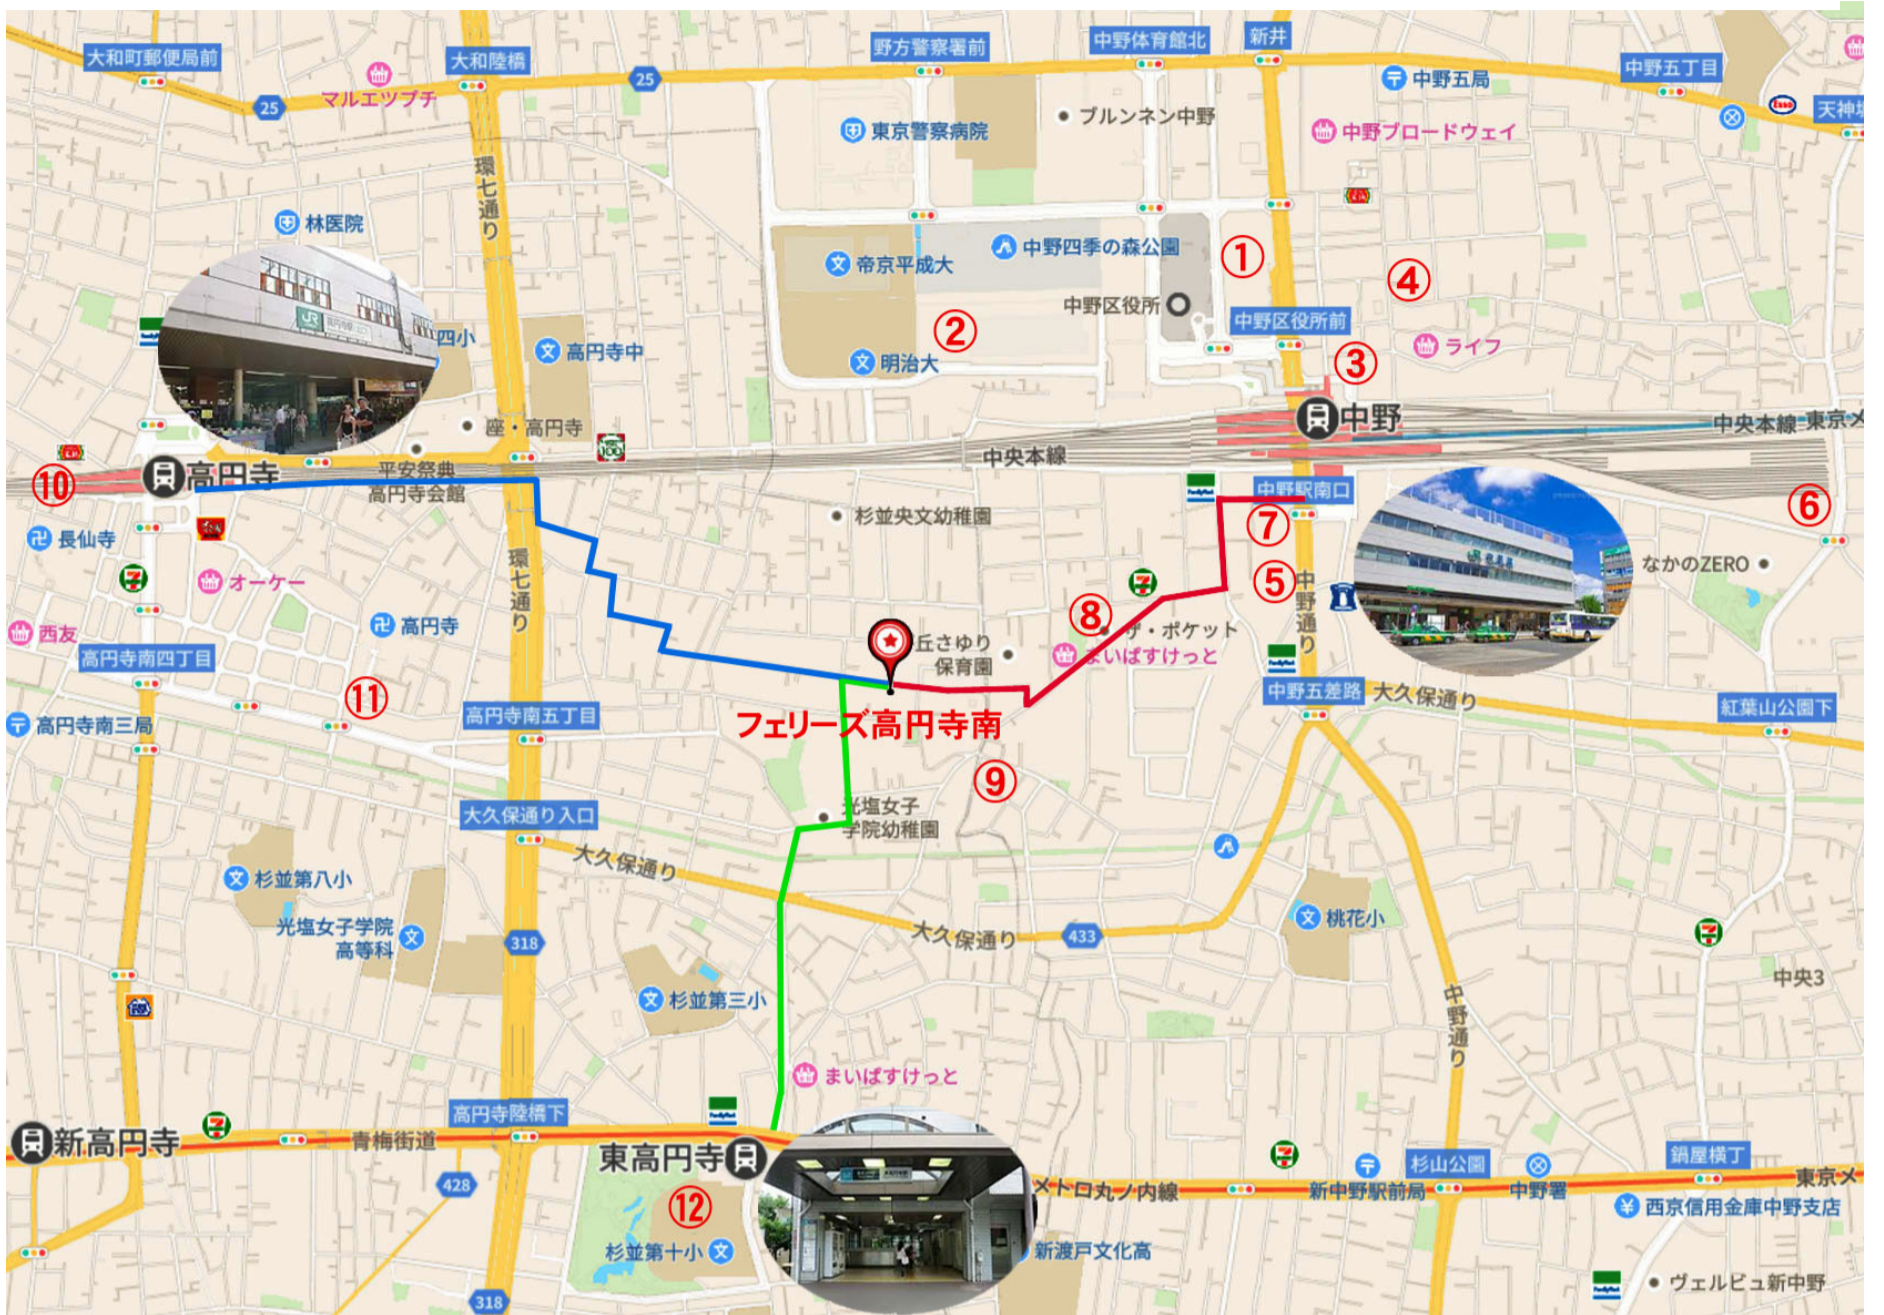 大和町郵便局前
大和陸橋
野方警察署前
中野体育館北
新井
中野五丁目
25
25
マルエツプチ
中野五局
Esso
天神坂
東京警察病院
ブルンネン中野
中野ブロードウェイ
環七通り
林医院
帝京平成大
中野四季の森公園
①
④
中野区役所
中野区役所前
②
③
ライフ
JR
四小
高円寺中
明治大
座・高円寺
中野
中央本線
東京メ
⑩
高円寺
平安祭典
高円寺会館
100
中央本線
FamilyMart
中野駅南口
⑥
長仙寺
杉並央文幼稚園
⑦
なかのZERO
オーケー
環七通り
⑤
中野通り
西友
高円寺
⑧
丘さゆり
保育園
ザ・ポケット
まいばすけっと
高円寺南四丁目
FamilyMart
⑪
高円寺南五丁目
フェリーズ高円寺南
中野五差路
大久保通り
紅葉山公園下
高円寺南三局
⑨
大久保通り入口
光塩女子
学院幼稚園
大久保通り
杉並第八小
光塩女子学院
高等科
318
大久保通り
433
桃花小
杉並第三小
中央3
中野通り
まいばすけっと
高円寺陸橋下
FamilyMart
新高円寺
青梅街道
東高円寺
杉山公園
鍋屋横丁
428
⑫
メトロ丸ノ内線
新中野駅前局
中野署
東京メ
西京信用金庫中野支店
杉並第十小
新渡戸文化高
318
FamilyMart
ヴェルビュ新中野